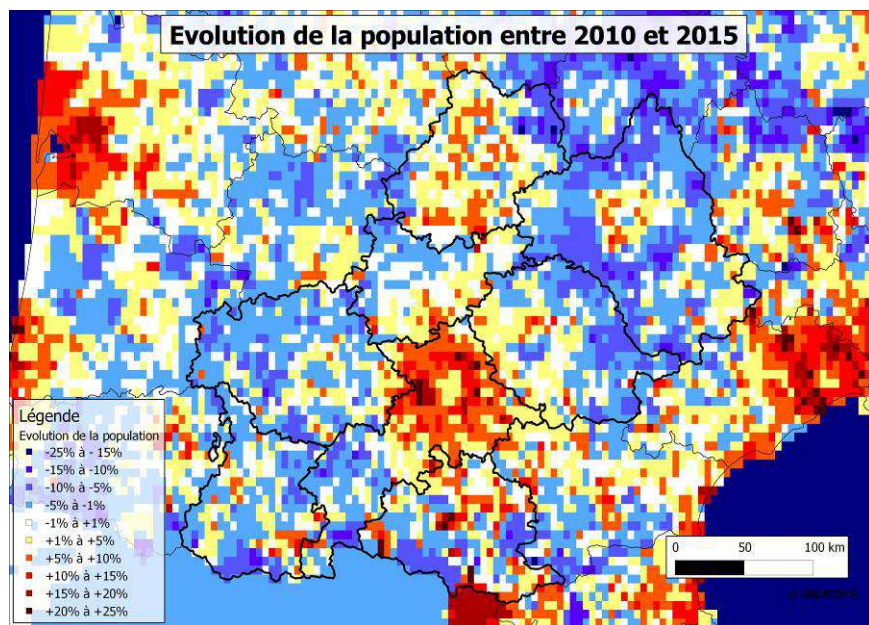 Evolution de la population entre 2010 et 2015
Légende
Evolution de la population
-25% à - 15%
-15% à -10%
-10% à -5%
-5% à -1%
-1% à +1%
+1% à +5%
+5% à +10%
+10% à +15%
+15% à +20%
+20% à +25%
0 50 100 km